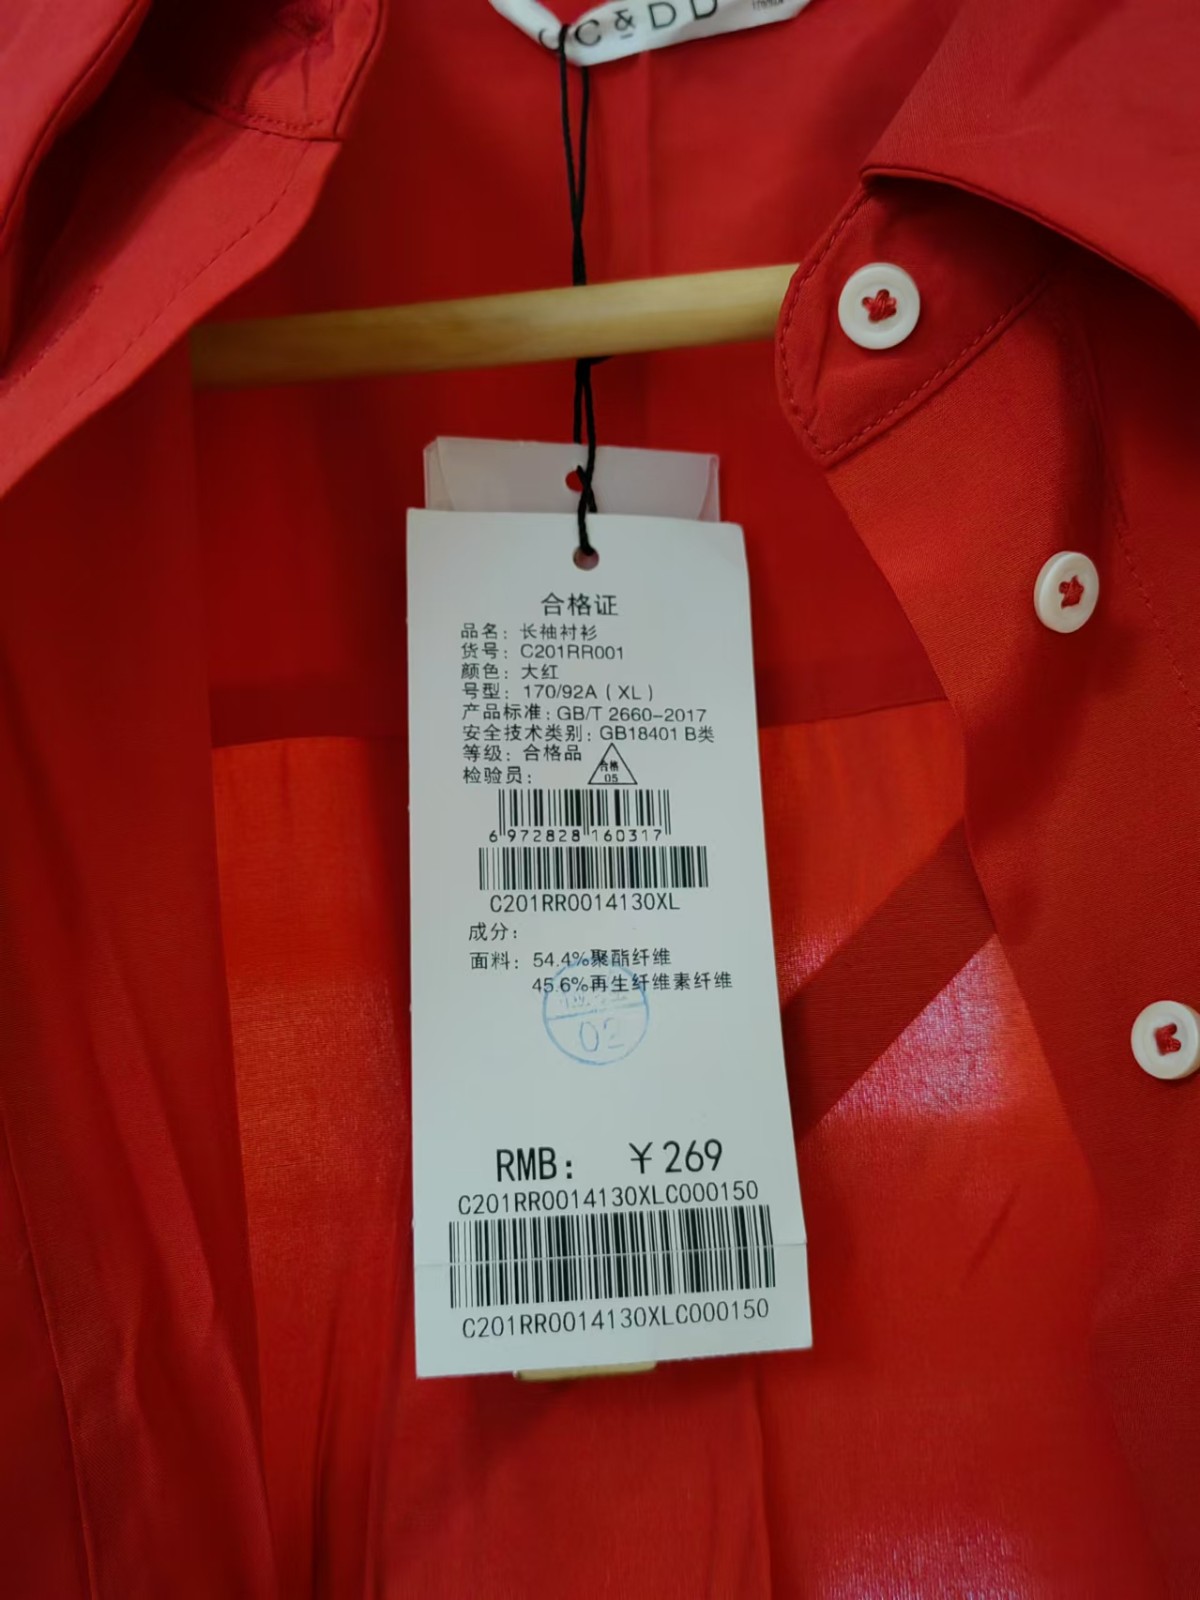 C&DD
合格证
品名：长袖衬衫
货号：C201RR001
颜色：大红
号型：170/92A（XL）
产品标准：GB/T 2660-2017
安全技术类别：GB18401 B类
等级：合格品
检验员：
合格
05
6 972828 160317
C201RR0014130XL
成分：
面料：54.4%聚酯纤维
45.6%再生纤维素纤维
02
RMB： ￥269
C201RR0014130XLC000150
C201RR0014130XLC000150